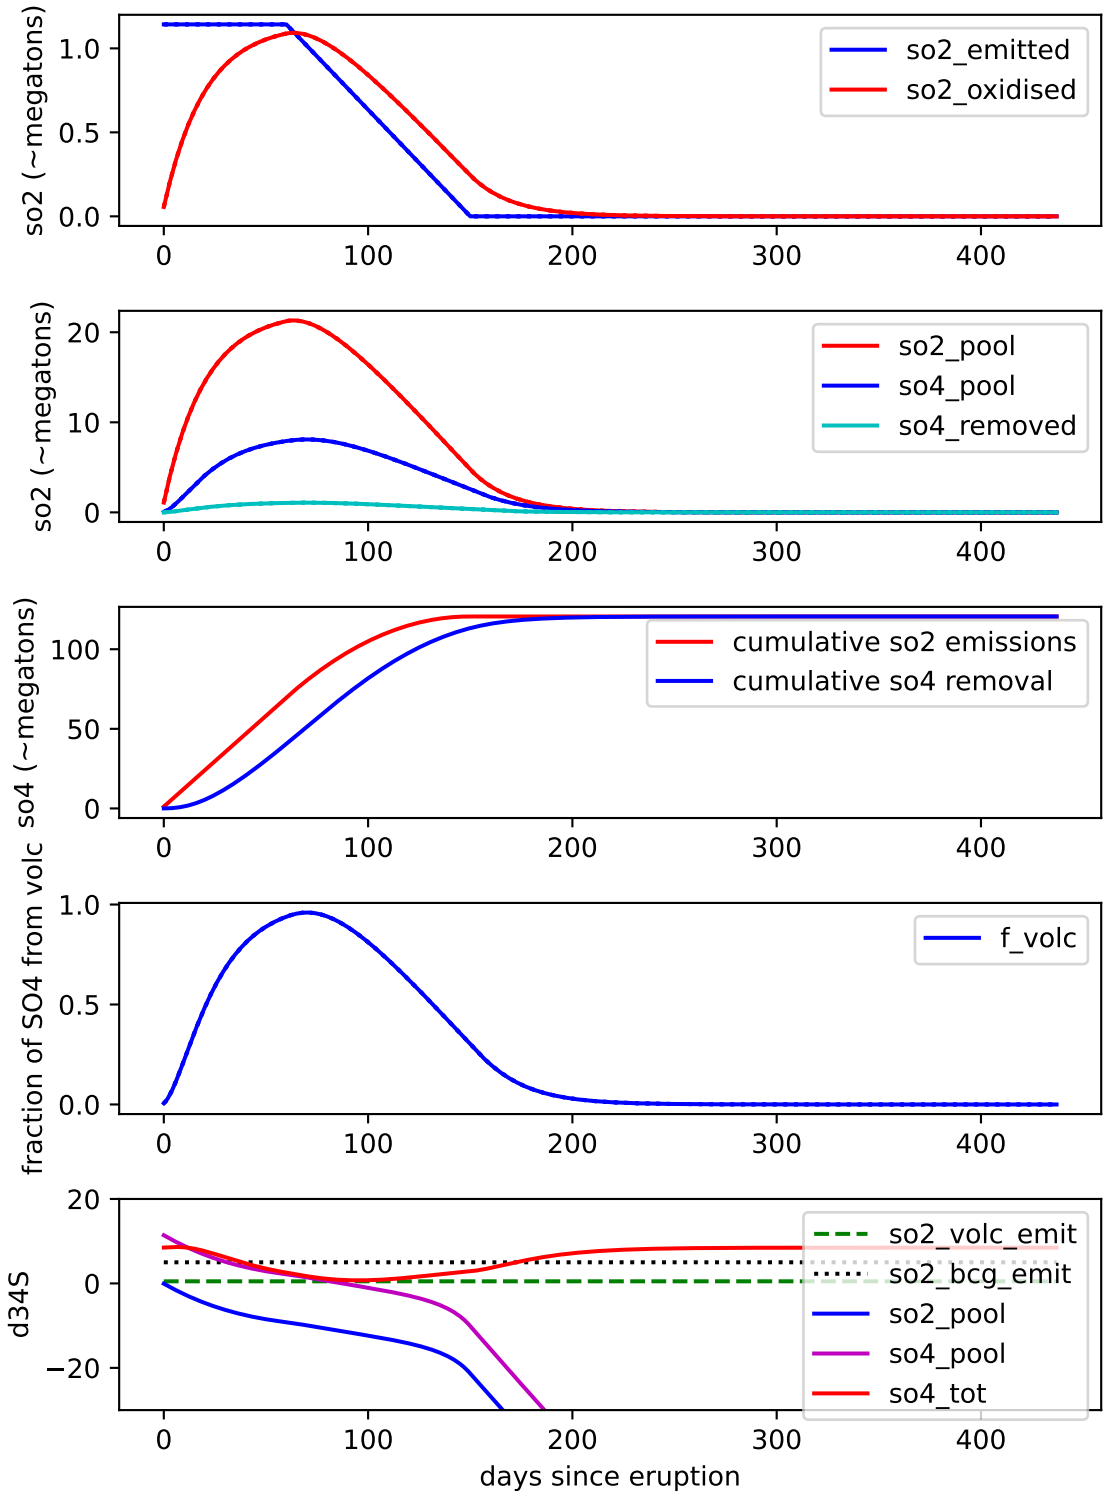 so2 (~megatons)
1.0
0.5
0.0
so2_emitted
so2_oxidised
0 100 200 300 400
so2 (~megatons)
20
10
0
so2_pool
so4_pool
so4_removed
0 100 200 300 400
so4 (~megatons)
100
50
0
cumulative so2 emissions
cumulative so4 removal
0 100 200 300 400
fraction of SO4 from volc
1.0
0.5
0.0
f_volc
0 100 200 300 400
d34S
20
0
−20
so2_volc_emit
so2_bcg_emit
so2_pool
so4_pool
so4_tot
0 100 200 300 400
days since eruption